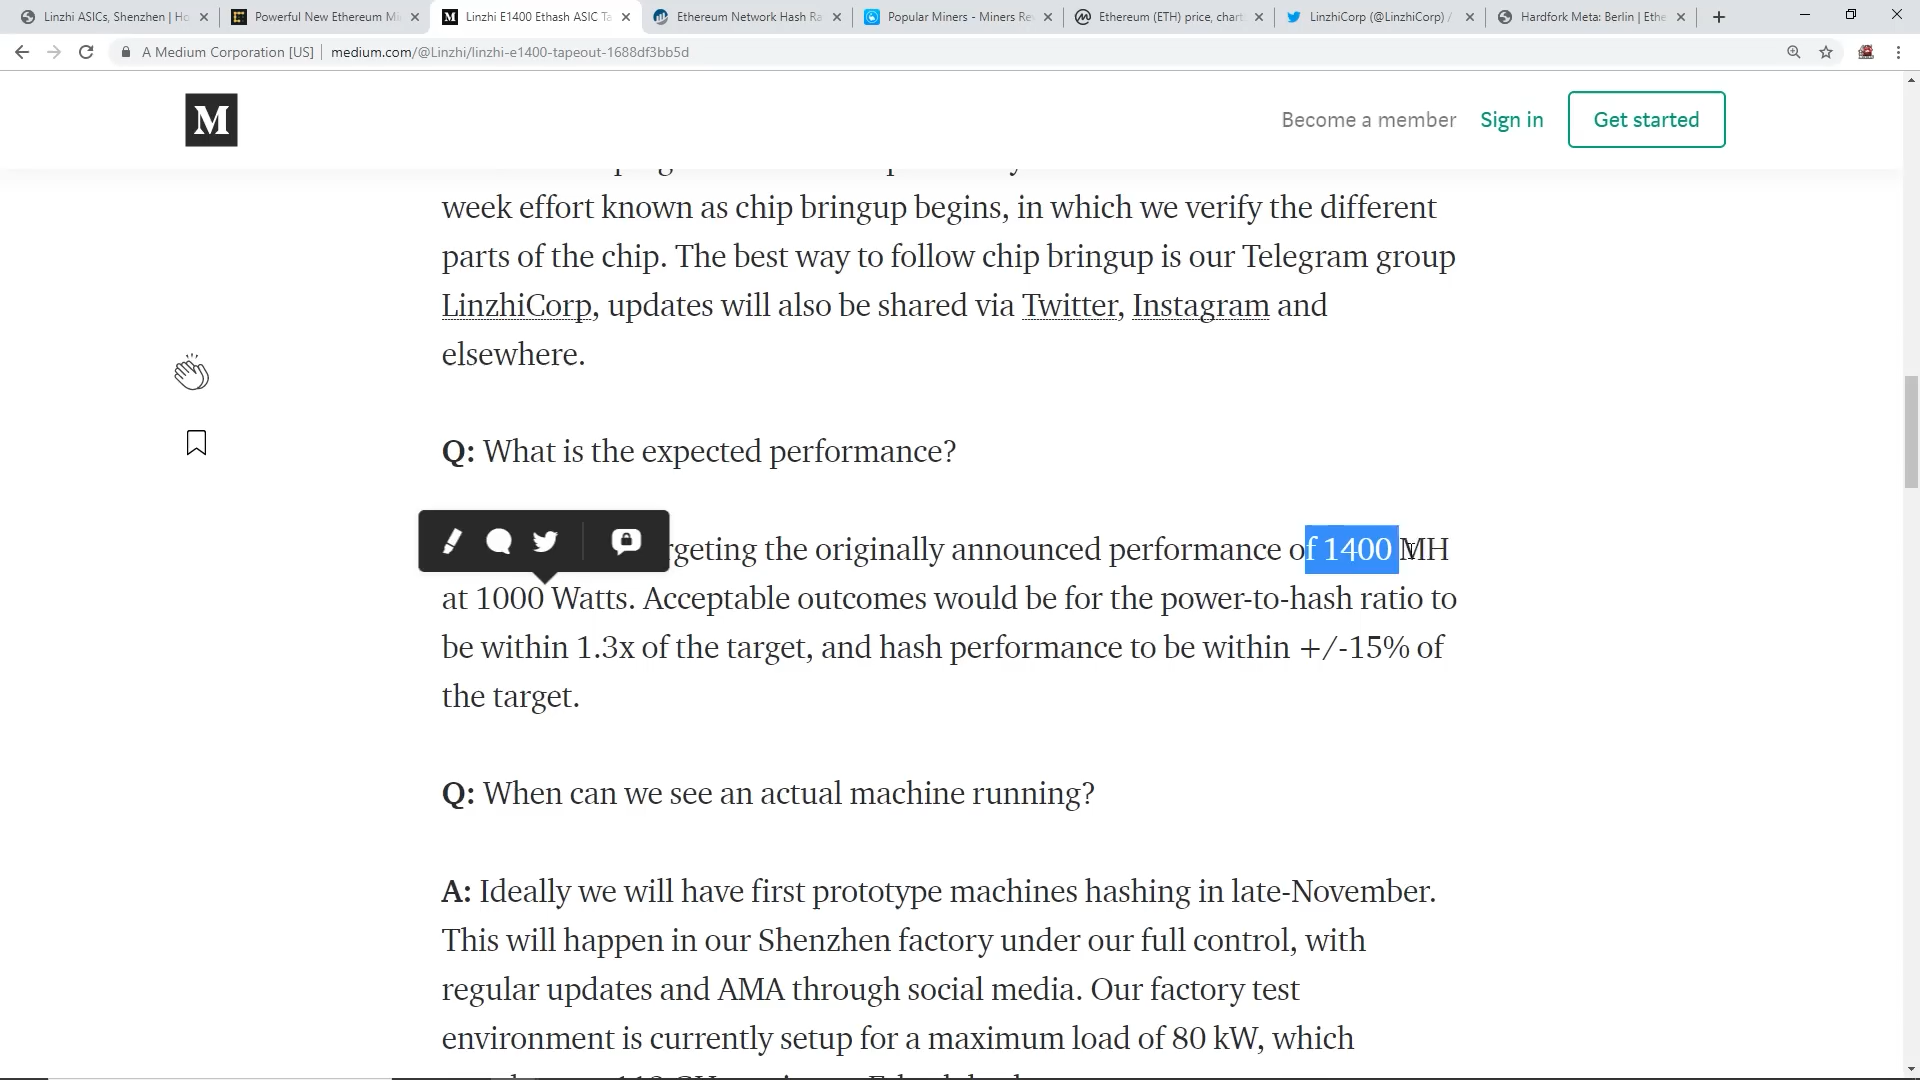 Linzhi ASICs, Shenzhen | Ho
Powerful New Ethereum Mi
Linzhi E1400 Ethash ASIC Ta
Ethereum Network Hash Ra
Popular Miners - Miners Re
Ethereum (ETH) price, chart
LinzhiCorp (@LinzhiCorp) /
Hardfork Meta: Berlin | Ethe
A Medium Corporation [US] | medium.com/@Linzhi/linzhi-e1400-tapeout-1688df3bb5d
M
Become a member Sign in Get started
week effort known as chip bringup begins, in which we verify the different
parts of the chip. The best way to follow chip bringup is our Telegram group
LinzhiCorp, updates will also be shared via Twitter, Instagram and
elsewhere.
Q: What is the expected performance?
rgeting the originally announced performance of 1400 MH
at 1000 Watts. Acceptable outcomes would be for the power-to-hash ratio to
be within 1.3x of the target, and hash performance to be within +/-15% of
the target.
Q: When can we see an actual machine running?
A: Ideally we will have first prototype machines hashing in late-November.
This will happen in our Shenzhen factory under our full control, with
regular updates and AMA through social media. Our factory test
environment is currently setup for a maximum load of 80 kW, which